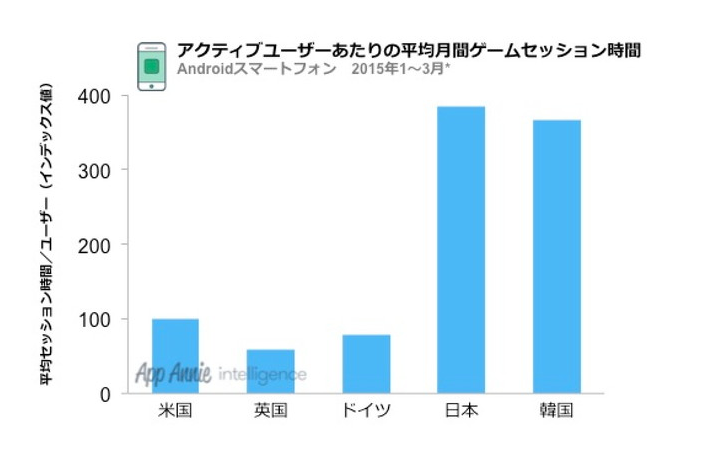 アクティブユーザーあたりの平均月間ゲームセッション時間
Androidスマートフォン　2015年1～3月*
平均セッション時間／ユーザー（インデックス値）
400
300
200
100
0
App Annie intelligence
米国
英国
ドイツ
日本
韓国